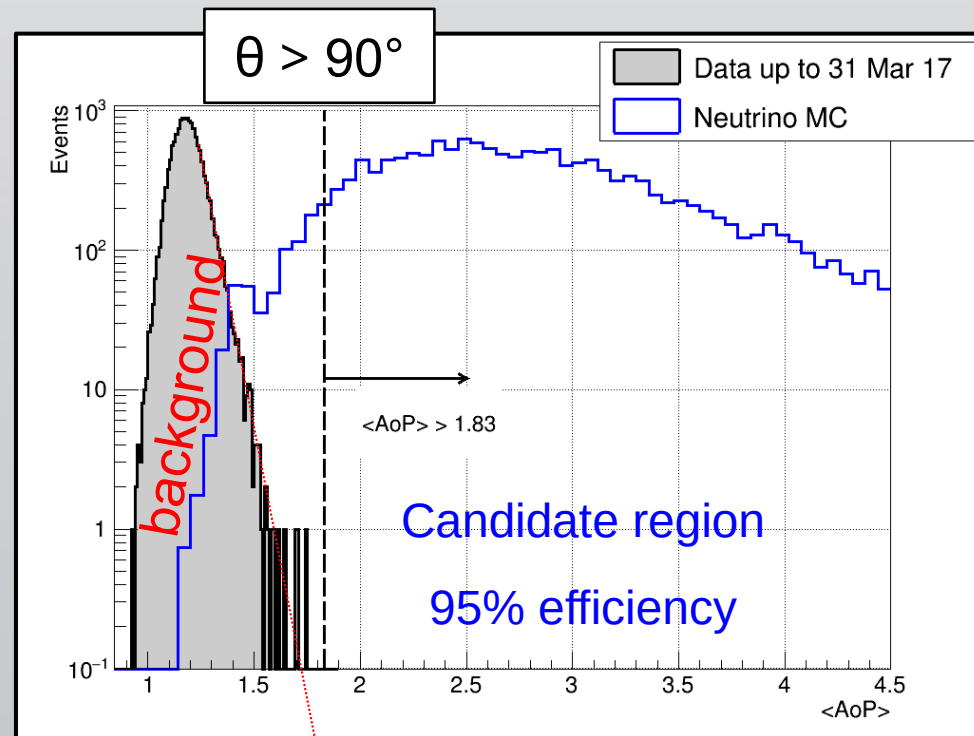 θ > 90°
Data up to 31 Mar 17
Neutrino MC
Events
10³
10²
10
1
10⁻¹
background
<AoP> > 1.83
Candidate region
95% efficiency
1 1.5 2 2.5 3 3.5 4 4.5
<AoP>